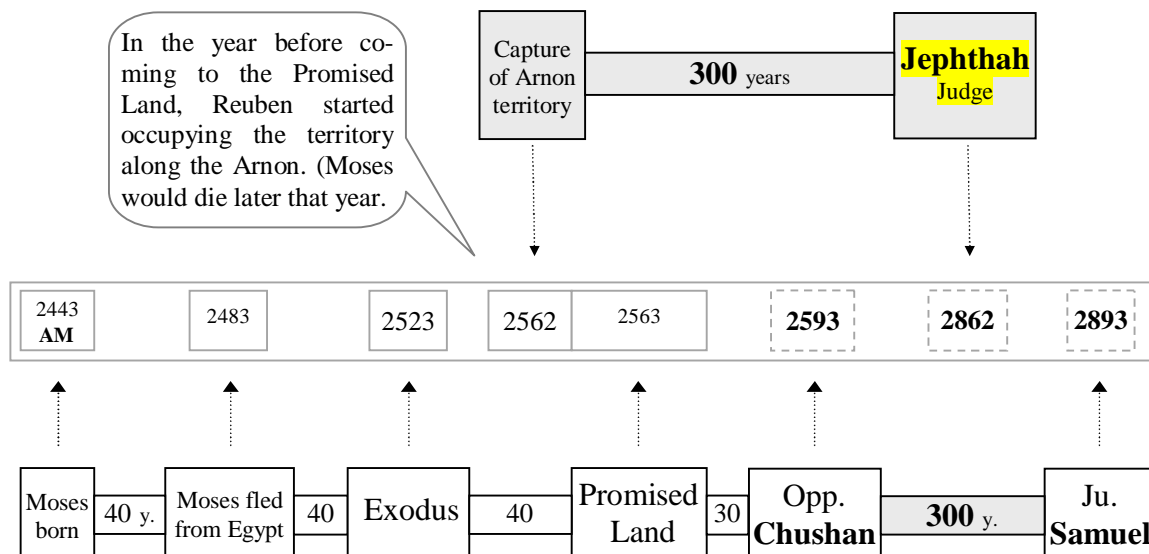 In the year before co-
ming to the Promised
Land, Reuben started
occupying the territory
along the Arnon. (Moses
would die later that year.
Capture
of Arnon
territory
300 years
Jephthah
Judge
2443
AM
2483
2523
2562
2563
2593
2862
2893
Moses
born
40 y.
Moses fled
from Egypt
40
Exodus
40
Promised
Land
30
Opp.
Chushan
300 y.
Ju.
Samuel